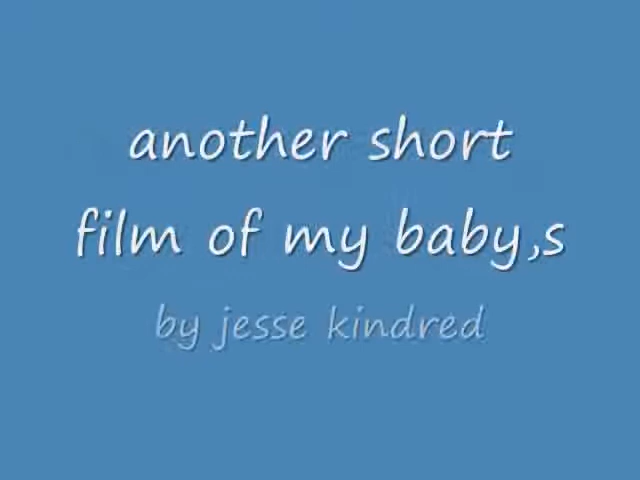 another short
film of my baby,s
by jesse kindred